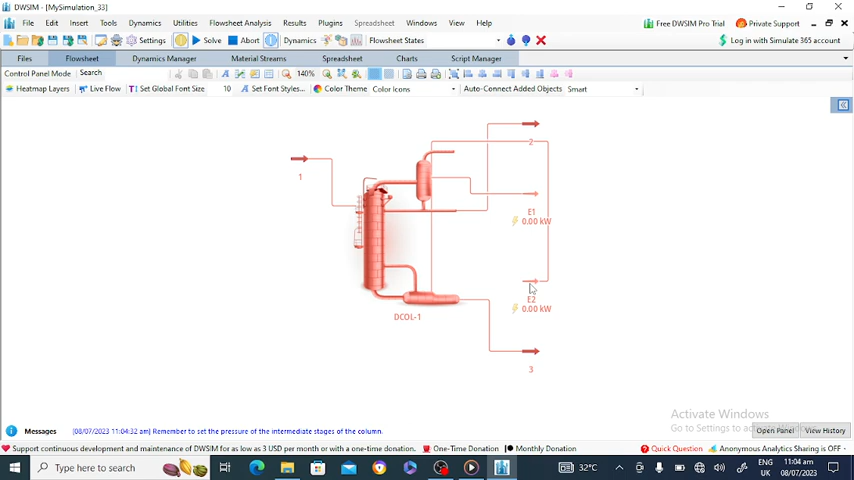 DWSIM - [MySimulation_33]
File Edit Insert Tools Dynamics Utilities Flowsheet Analysis Results Plugins Spreadsheet Windows View Help Free DWSIM Pro Trial Private Support
Settings Solve Abort Dynamics Flowsheet States Log in with Simulate 365 account
Files Flowsheet Dynamics Manager Material Streams Spreadsheet Charts Script Manager
Control Panel Mode Search 140%
Heatmap Layers Live Flow Set Global Font Size 10 Set Font Styles... Color Theme Color Icons Auto-Connect Added Objects Smart
2
1
E1
0.00 kW
E2
0.00 kW
DCOL-1
3
Activate Windows
Go to Settings to
Open Panel View History
Messages [08/07/2023 11:04:32 am] Remember to set the pressure of the intermediate stages of the column.
Support continuous development and maintenance of DWSIM for as low as 3 USD per month or with a one-time donation. One-Time Donation Monthly Donation Quick Question Anonymous Analytics Sharing is OFF
Type here to search 32°C ENG UK 11:04 am 08/07/2023